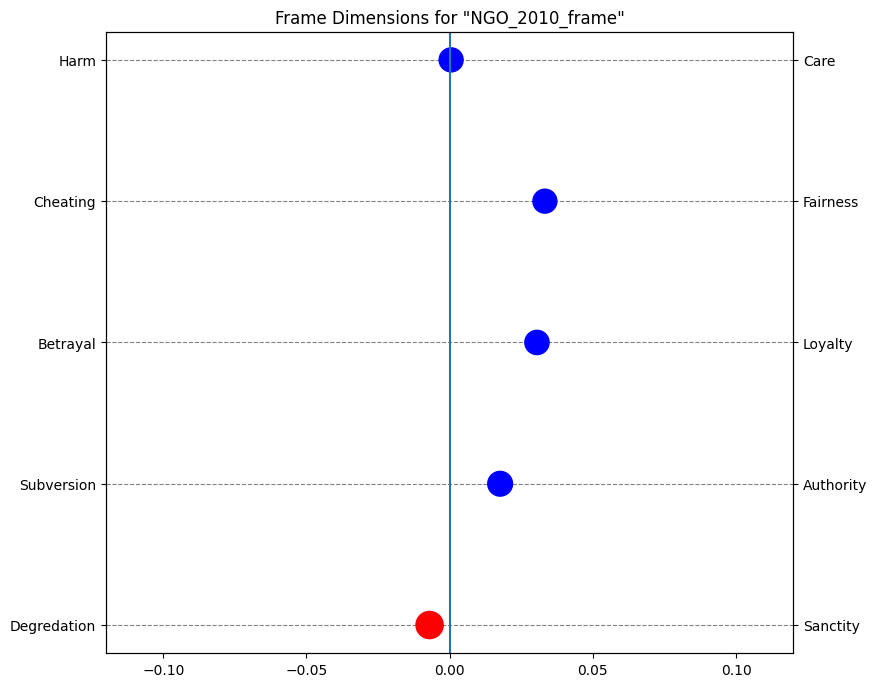 Frame Dimensions for "NGO_2010_frame"
Harm Care
Cheating Fairness
Betrayal Loyalty
Subversion Authority
Degredation Sanctity
−0.10 −0.05 0.00 0.05 0.10